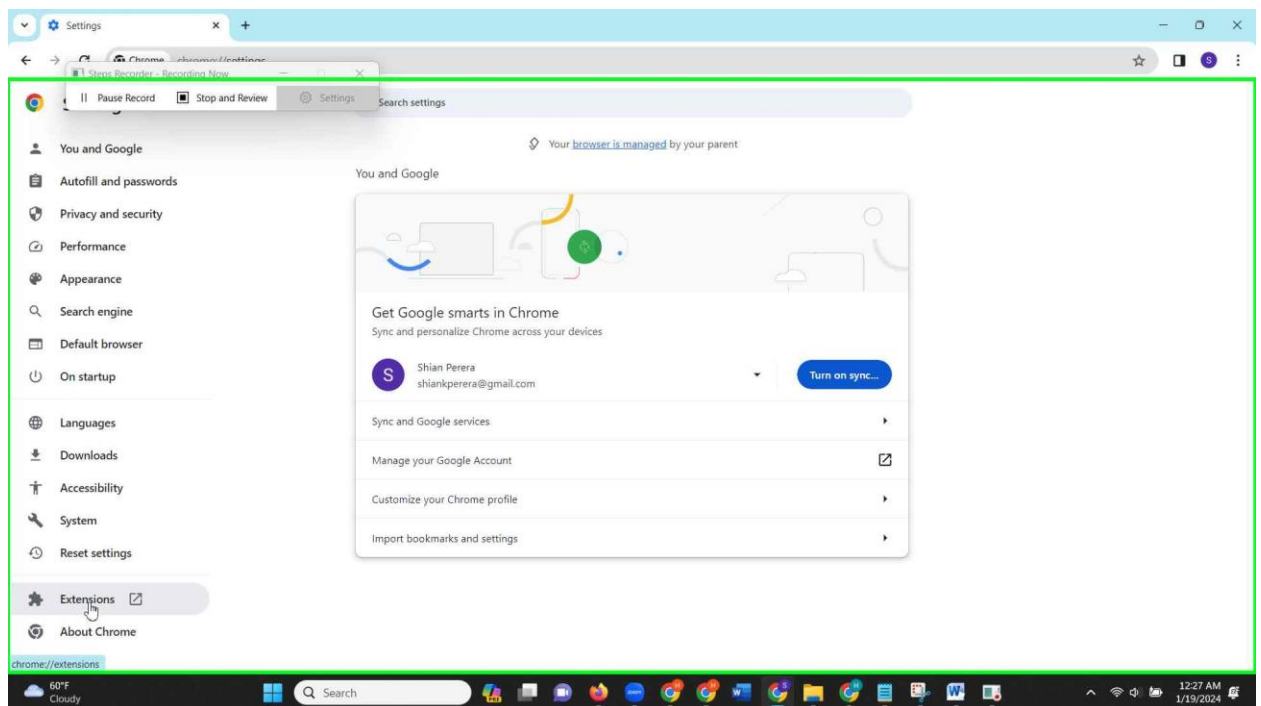 Settings
Chrome chrome://settings
Steps Recorder - Recording Now
Pause Record Stop and Review Settings
Search settings
Your browser is managed by your parent
You and Google
Autofill and passwords
Privacy and security
Performance
Appearance
Search engine
Default browser
On startup
Languages
Downloads
Accessibility
System
Reset settings
Extensions
About Chrome
chrome://extensions
You and Google
Get Google smarts in Chrome
Sync and personalize Chrome across your devices
S
Shian Perera
shiankperera@gmail.com
Turn on sync...
Sync and Google services
Manage your Google Account
Customize your Chrome profile
Import bookmarks and settings
60°F
Cloudy
Search
12:27 AM
1/19/2024